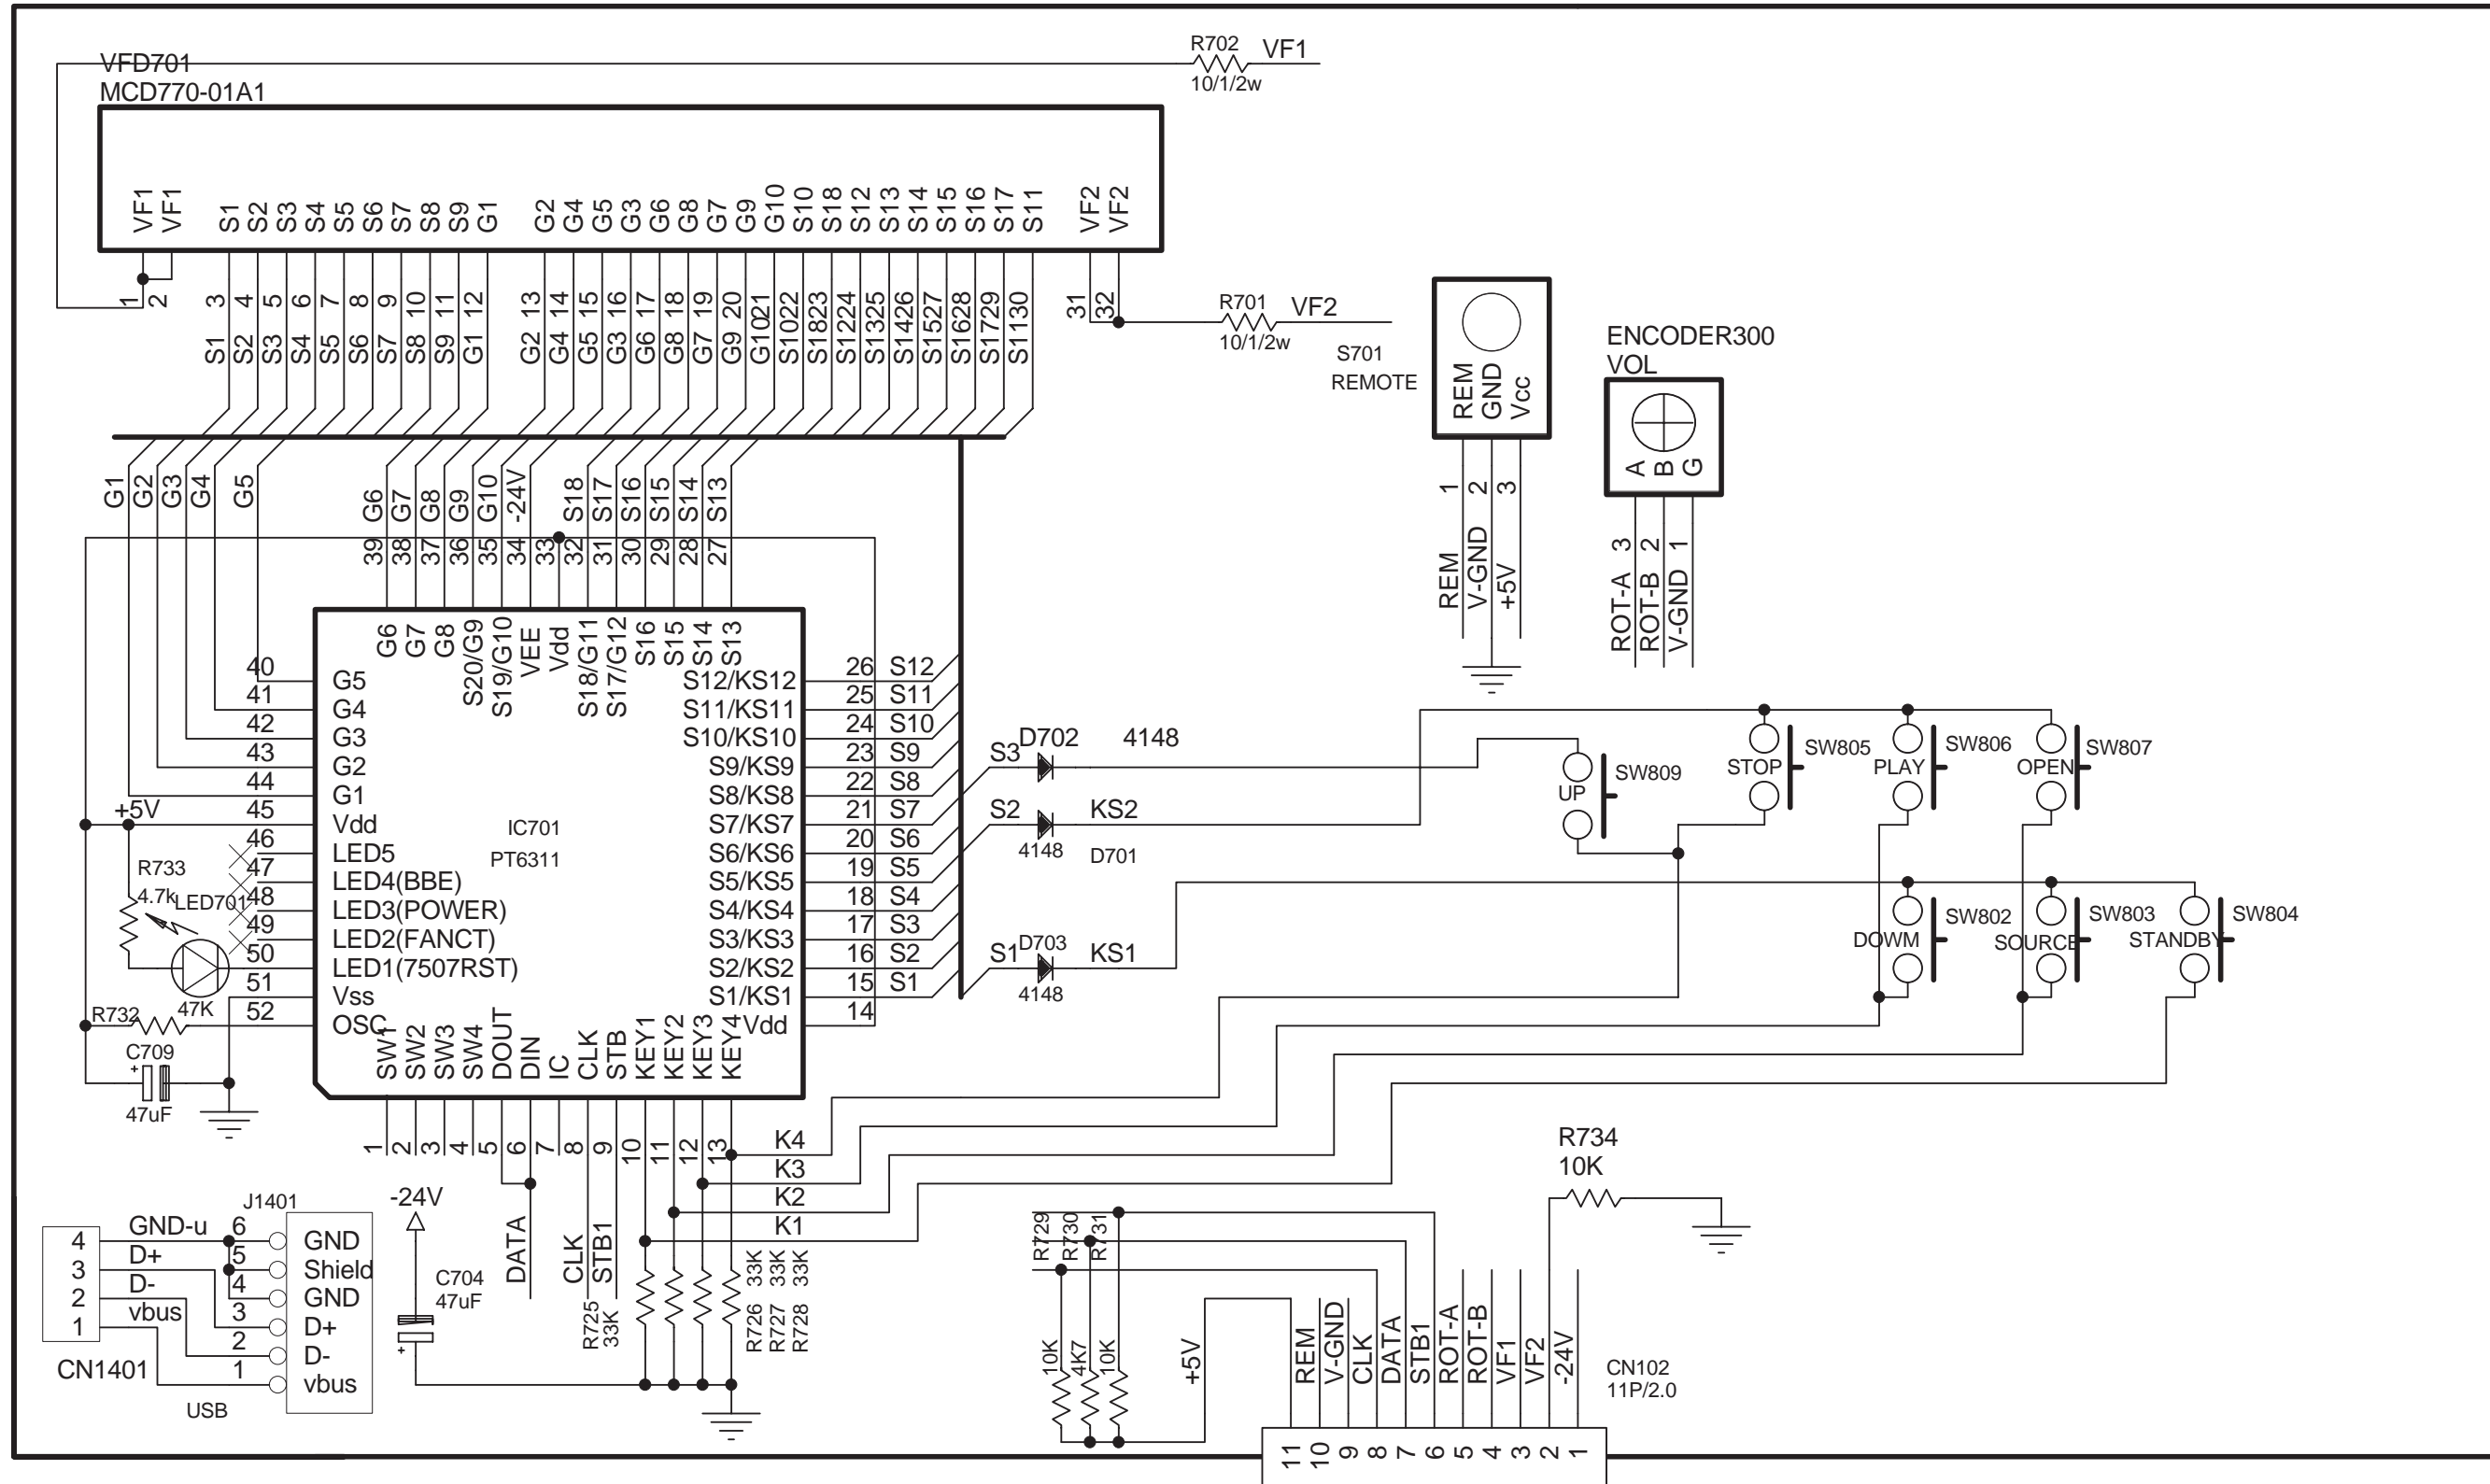 R702 VF1
10/1/2w
VFD701
MCD770-01A1
VF1 VF1 S1 S2 S3 S4 S5 S6 S7 S8 S9 G1 G2 G4 G5 G3 G6 G8 G7 G9 G10 S10 S18 S12 S13 S14 S15 S16 S17 S11 VF2 VF2
1 2 3 4 5 6 7 8 9 10 11 12 13 14 15 16 17 18 19 20 21 22 23 24 25 26 27 28 29 30 31 32
S1 S2 S3 S4 S5 S6 S7 S8 S9 G1 G2 G4 G5 G3 G6 G8 G7 G9 G10 S10 S18 S12 S13 S14 S15 S16 S17 S11
R701 VF2
10/1/2w
S701
REMOTE
REM GND Vcc
1 2 3
REM V-GND +5V
ENCODER300
VOL
A B G
3 2 1
ROT-A ROT-B V-GND
G1 G2 G3 G4 G5 G6 G7 G8 G9 G10 -24V S18 S17 S16 S15 S14 S13
39 38 37 36 35 34 33 32 31 30 29 28 27
G6 G7 G8 S20/G9 S19/G10 VEE Vdd S18/G11 S17/G12 S16 S15 S14 S13
40 G5
41 G4
42 G3
43 G2
44 G1
+5V 45 Vdd
46 LED5
47 LED4(BBE)
48 LED3(POWER)
49 LED2(FANCT)
50 LED1(7507RST)
51 Vss
52 OSC
R733
4.7k
LED701
R732 47K
C709
+
47uF
IC701
PT6311
S12/KS12 26 S12
S11/KS11 25 S11
S10/KS10 24 S10
S9/KS9 23 S9
S8/KS8 22 S8
S7/KS7 21 S7
S6/KS6 20 S6
S5/KS5 19 S5
S4/KS4 18 S4
S3/KS3 17 S3
S2/KS2 16 S2
S1/KS1 15 S1
Vdd 14
SW1 SW2 SW3 SW4 DOUT DIN IC CLK STB KEY1 KEY2 KEY3 KEY4
1 2 3 4 5 6 7 8 9 10 11 12 13
S3 D702 4148
S2 KS2
4148 D701
S1 D703 KS1
4148
SW809
UP
SW805
STOP
SW806
PLAY
SW807
OPEN
SW802
DOWM
SW803
SOURCE
SW804
STANDBY
K4
K3
K2
K1
DATA CLK STB1
R725 33K
R726 33K
R727 33K
R728 33K
-24V
C704
47uF
+
J1401
4 GND-u 6 GND
5 Shield
3 D+ 4 GND
2 D- 3 D+
1 vbus 2 D-
1 vbus
CN1401
USB
R729 R730 R731
10K 4K7 10K
R734
10K
+5V REM V-GND CLK DATA STB1 ROT-A ROT-B VF1 VF2 -24V
11 10 9 8 7 6 5 4 3 2 1
CN102
11P/2.0